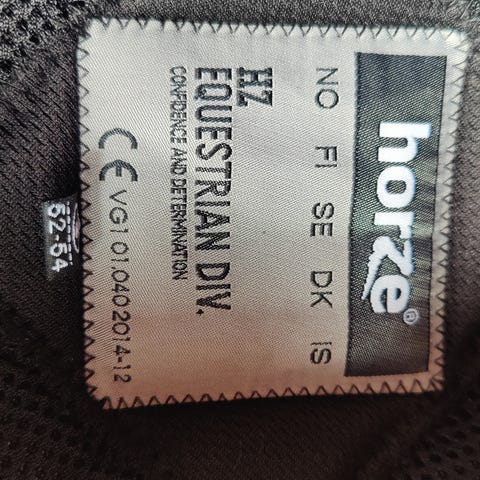 horze®
NO FI SE DK IS
HZ
EQUESTRIAN DIV.
CONFIDENCE AND DETERMINATION
CE VG1 01.040 2014-12
52-54